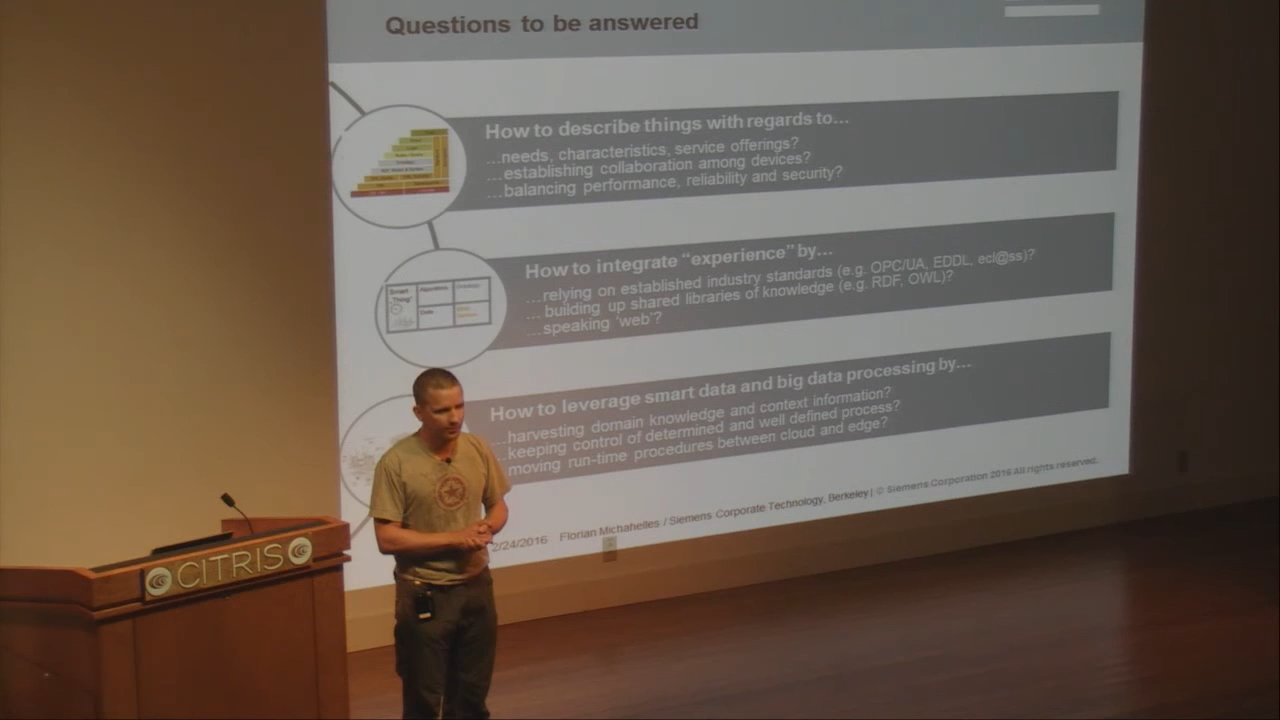 Questions to be answered
How to describe things with regards to...
...needs, characteristics, service offerings?
...establishing collaboration among devices?
...balancing performance, reliability and security?
How to integrate “experience” by...
...relying on established industry standards (e.g. OPC/UA, EDDL, ecl@ss)?
... building up shared libraries of knowledge (e.g. RDF, OWL)?
...speaking ‘web’?
Smart
"Thing"
Algorithms
Code
How to leverage smart data and big data processing by...
...harvesting domain knowledge and context information?
...keeping control of determined and well defined process?
moving run-time procedures between cloud and edge?
2/24/2016 Florian Michahelles / Siemens Corporate Technology, Berkeley | © Siemens Corporation 2016 All rights reserved.
CITRIS